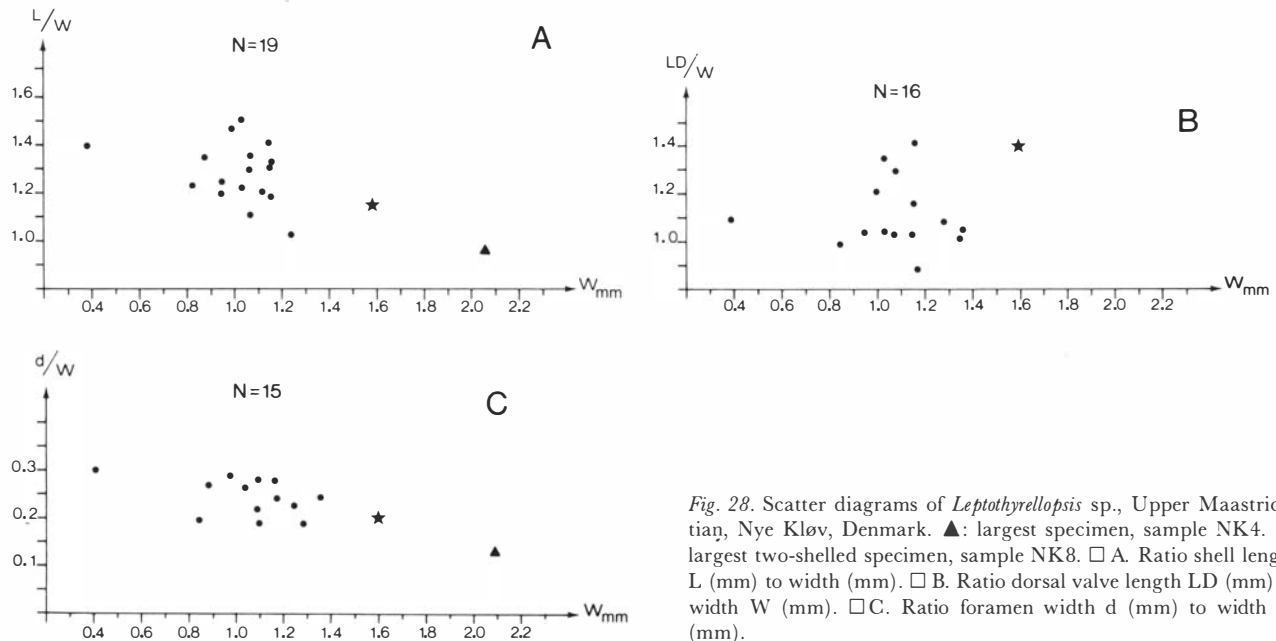 L/W
N=19
A
1.6
1.4
1.2
1.0
0.4 0.6 0.8 1.0 1.2 1.4 1.6 1.8 2.0 2.2 Wmm
LD/W
N=16
B
1.4
1.2
1.0
0.4 0.6 0.8 1.0 1.2 1.4 1.6 1.8 2.0 2.2 Wmm
d/W
N=15
C
0.3
0.2
0.1
0.4 0.6 0.8 1.0 1.2 1.4 1.6 1.8 2.0 2.2 Wmm
Fig. 28. Scatter diagrams of Leptothyrellopsis sp., Upper Maastric
tian, Nye Kløv, Denmark. ▲: largest specimen, sample NK4.
largest two-shelled specimen, sample NK8. □ A. Ratio shell leng
L (mm) to width (mm). □ B. Ratio dorsal valve length LD (mm)
width W (mm). □ C. Ratio foramen width d (mm) to width
(mm).